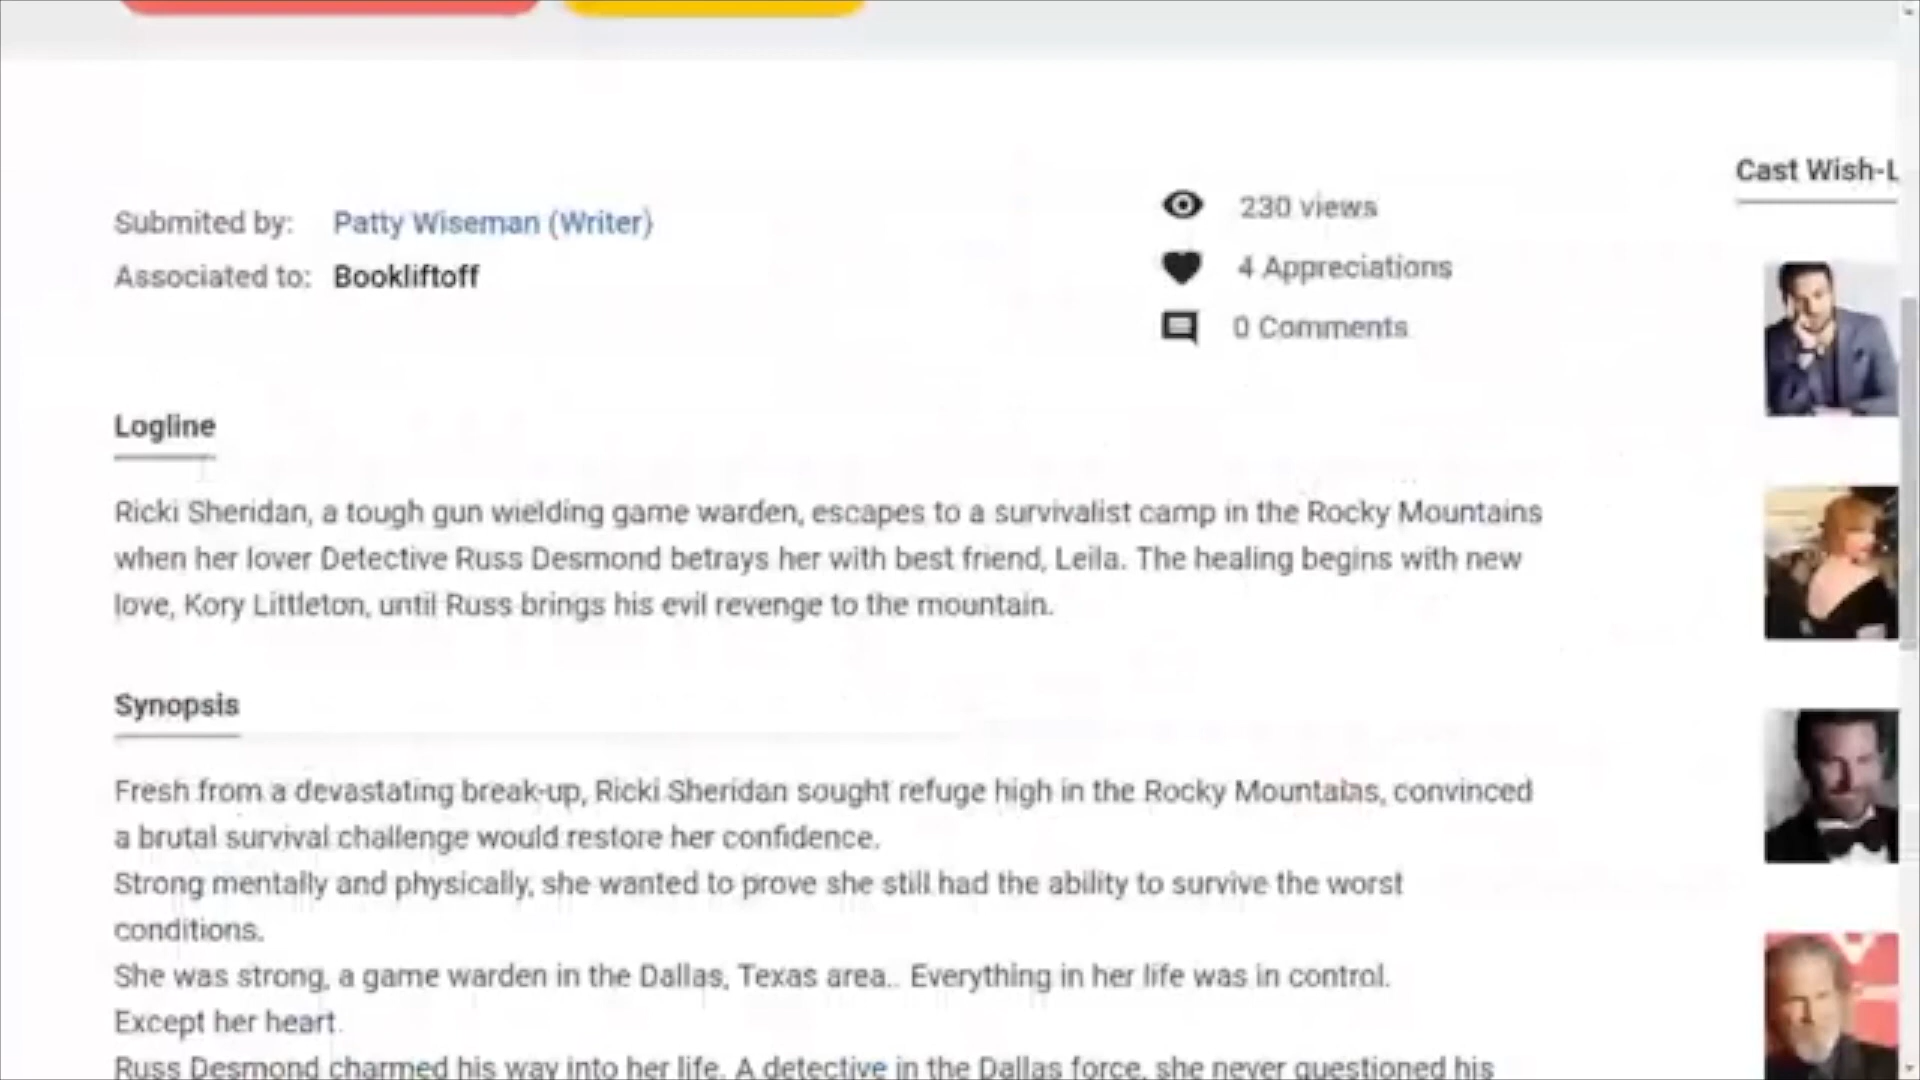 Cast Wish-L
Submited by: Patty Wiseman (Writer)
Associated to: Bookliftoff
230 views
4 Appreciations
0 Comments
Logline
Ricki Sheridan, a tough gun wielding game warden, escapes to a survivalist camp in the Rocky Mountains
when her lover Detective Russ Desmond betrays her with best friend, Leila. The healing begins with new
love, Kory Littleton, until Russ brings his evil revenge to the mountain.
Synopsis
Fresh from a devastating break-up, Ricki Sheridan sought refuge high in the Rocky Mountains, convinced
a brutal survival challenge would restore her confidence.
Strong mentally and physically, she wanted to prove she still had the ability to survive the worst
conditions.
She was strong, a game warden in the Dallas, Texas area.. Everything in her life was in control.
Except her heart.
Russ Desmond charmed his way into her life. A detective in the Dallas force, she never questioned his